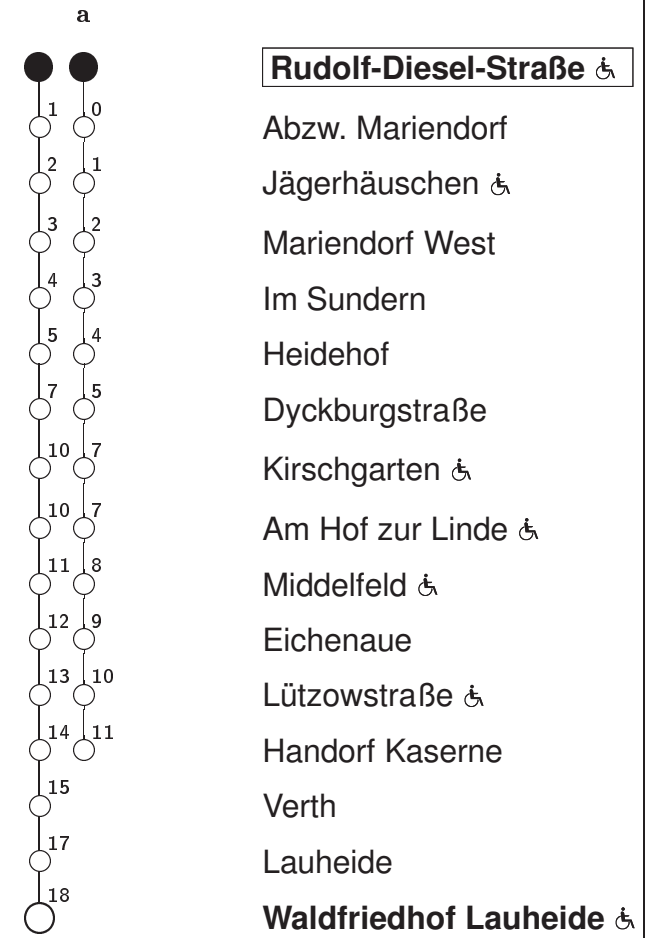 a
Rudolf-Diesel-Straße
1 0 Abzw. Mariendorf
2 1 Jägerhäuschen
3 2 Mariendorf West
4 3 Im Sundern
5 4 Heidehof
7 5 Dyckburgstraße
10 7 Kirschgarten
10 7 Am Hof zur Linde
11 8 Middelfeld
12 9 Eichenaue
13 10 Lützowstraße
14 11 Handorf Kaserne
15 Verth
17 Lauheide
18 Waldfriedhof Lauheide